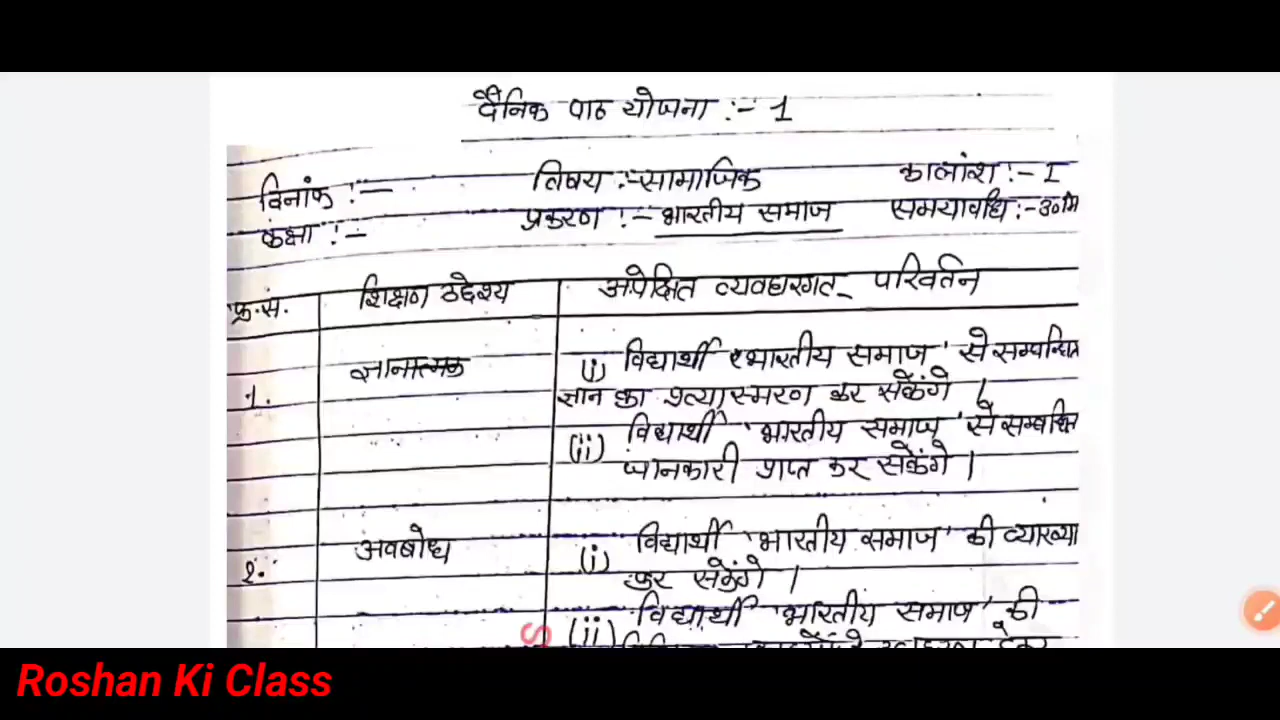 दैनिक पाठ योजना :- 1
दिनांक :- विषय :- सामाजिक कालांश :- I
कक्षा :- प्रकरण :- भारतीय समाज समयावधि :- 30मि
क्र.सं. शिक्षण उद्देश्य अपेक्षित व्यवहारगत परिवर्तन
1. ज्ञानात्मक (i) विद्यार्थी 'भारतीय समाज' से सम्बन्धित
ज्ञान का प्रत्यास्मरण कर सकेंगे ।
(ii) विद्यार्थी 'भारतीय समाज' से सम्बन्धित
जानकारी प्राप्त कर सकेंगे ।
2. अवबोध (i) विद्यार्थी 'भारतीय समाज' की व्याख्या
कर सकेंगे ।
(ii) विद्यार्थी 'भारतीय समाज' की
Roshan Ki Class